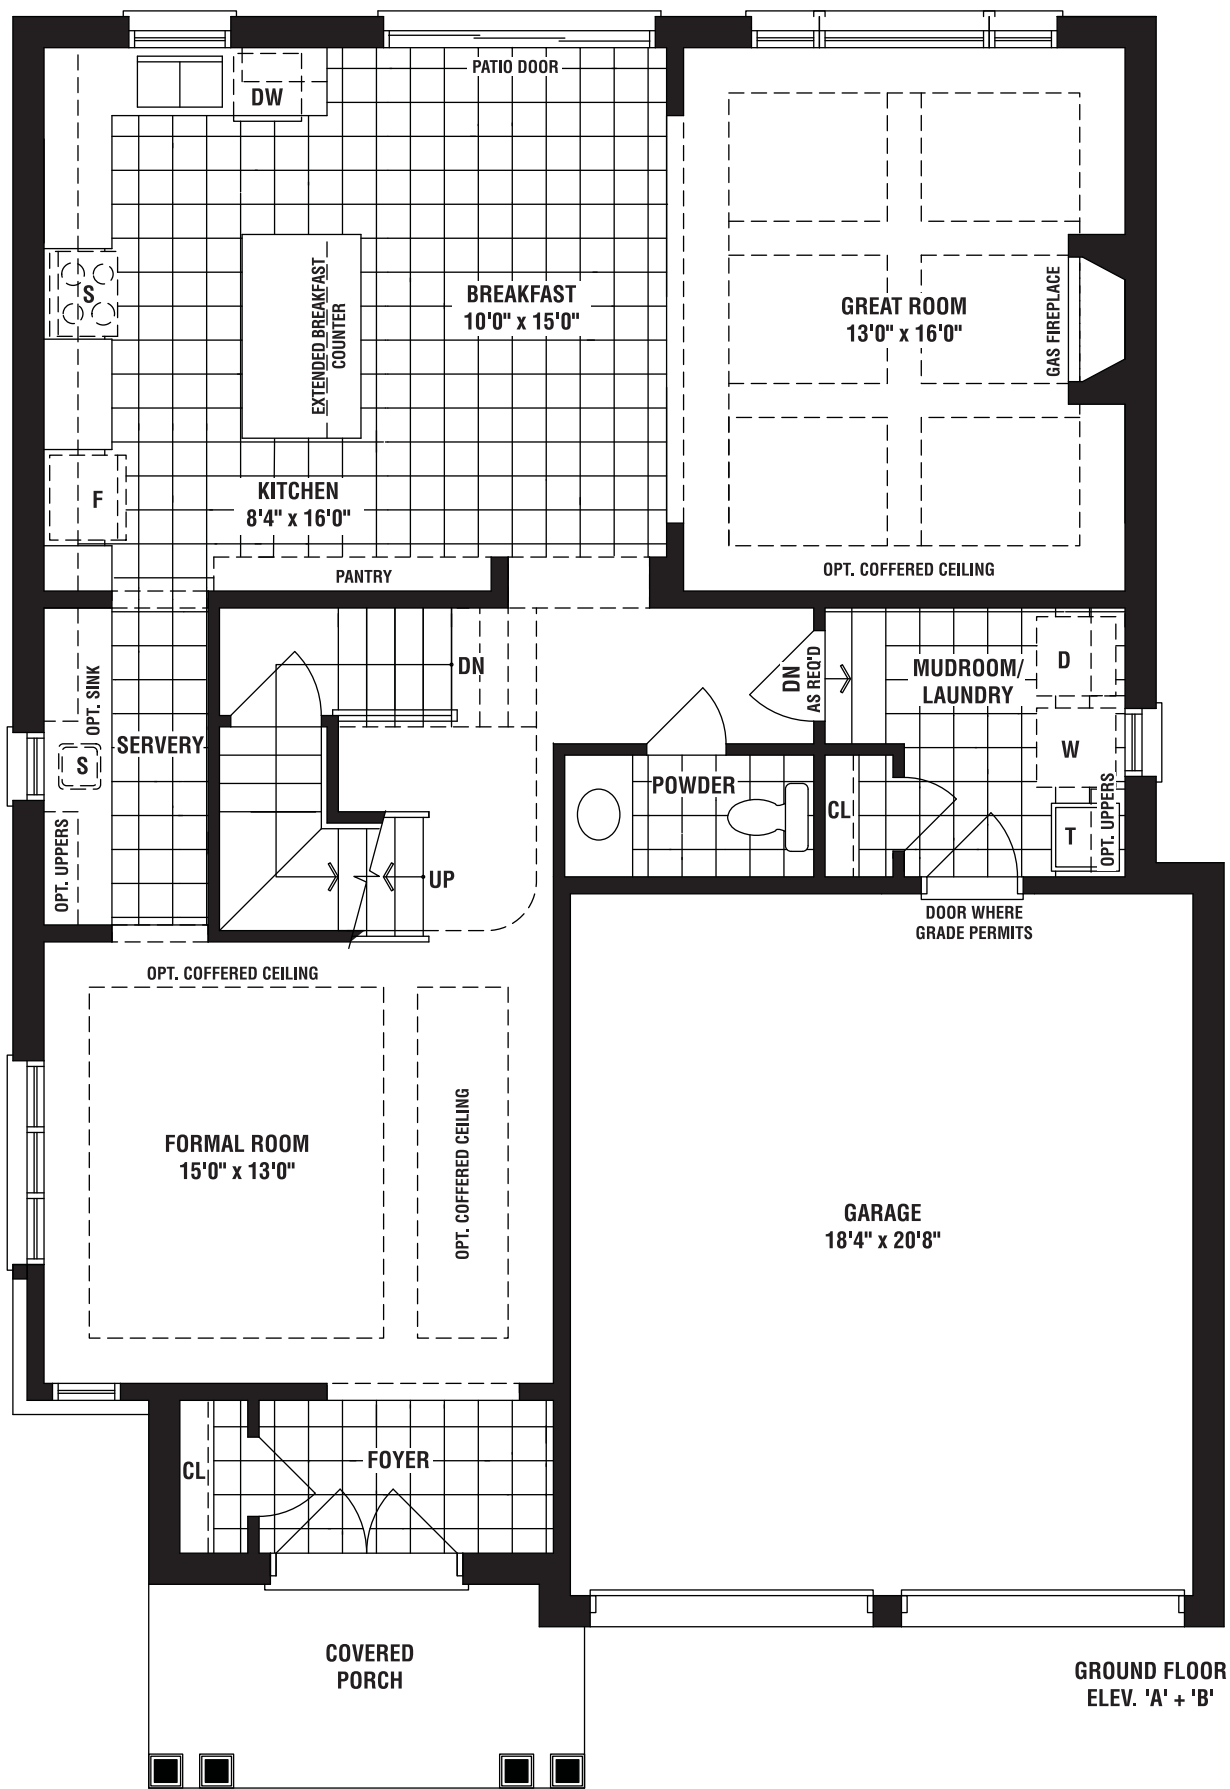 PATIO DOOR
DW
S
EXTENDED BREAKFAST
COUNTER
BREAKFAST
10'0" x 15'0"
GREAT ROOM
13'0" x 16'0"
GAS FIREPLACE
F
KITCHEN
8'4" x 16'0"
PANTRY
OPT. COFFERED CEILING
DN
DN
AS REQ'D
MUDROOM/
LAUNDRY
D
OPT. SINK
SERVERY
S
W
POWDER
CL
T
OPT. UPPERS
OPT. UPPERS
UP
DOOR WHERE
GRADE PERMITS
OPT. COFFERED CEILING
FORMAL ROOM
15'0" x 13'0"
OPT. COFFERED CEILING
GARAGE
18'4" x 20'8"
CL
FOYER
COVERED
PORCH
GROUND FLOOR
ELEV. 'A' + 'B'